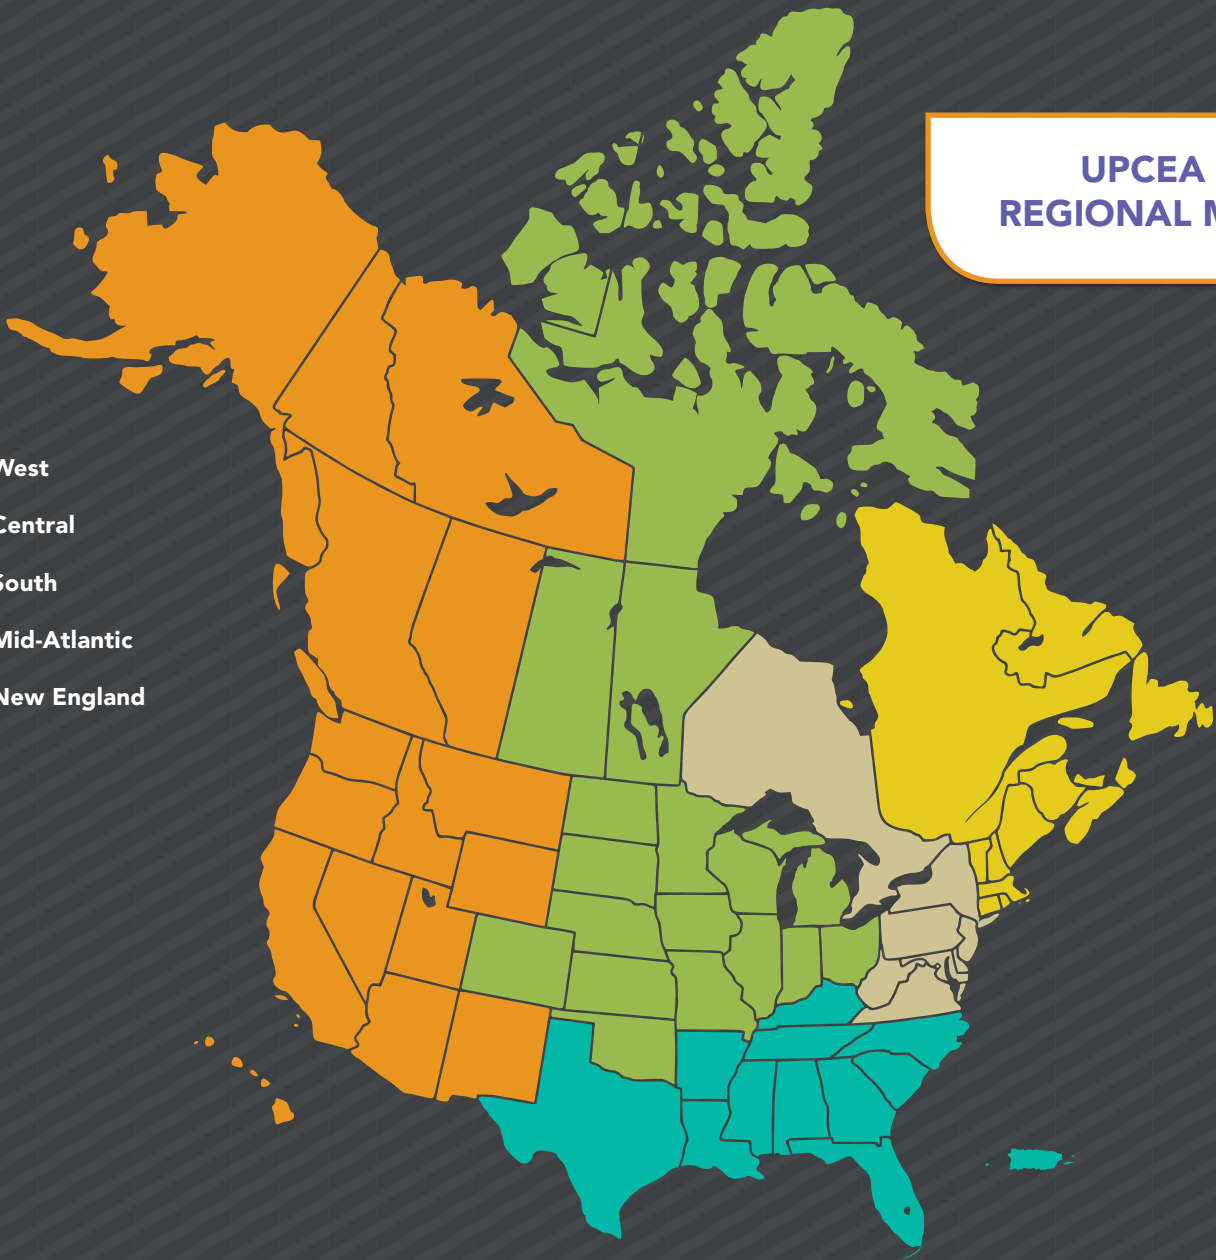 UPCEA
REGIONAL M
West
Central
South
Mid-Atlantic
New England